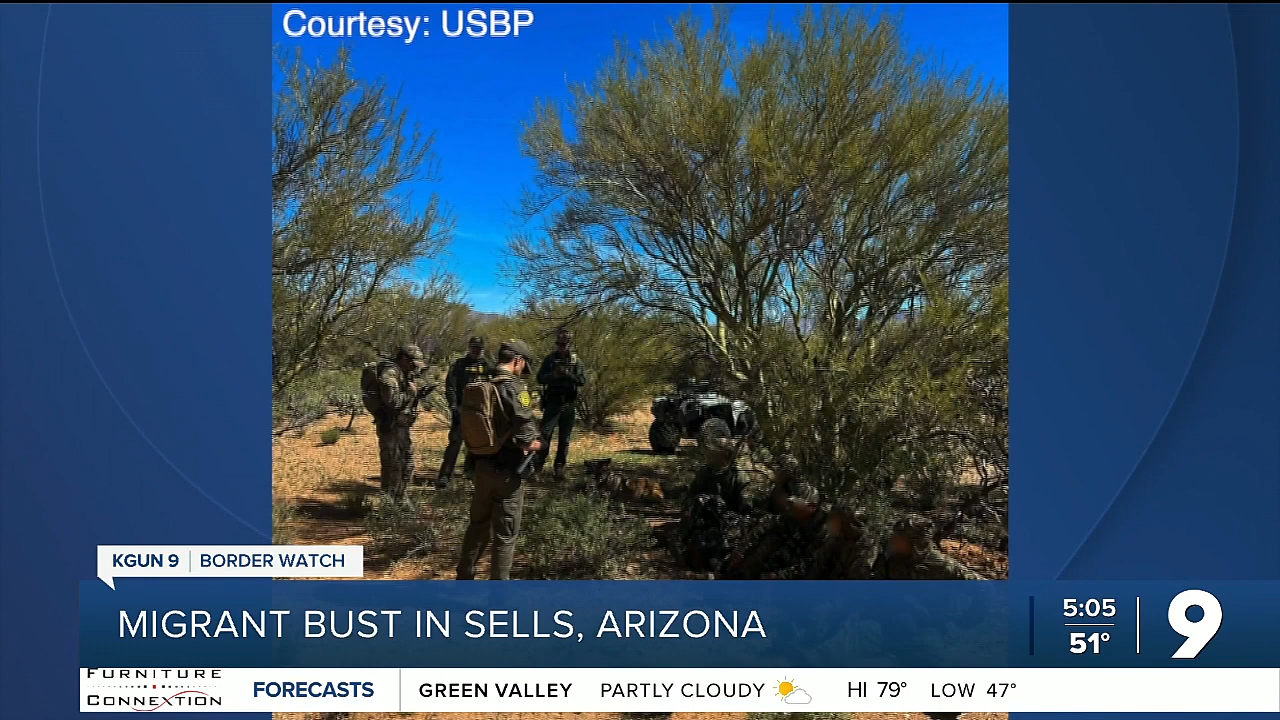 Courtesy: USBP
KGUN 9 | BORDER WATCH
MIGRANT BUST IN SELLS, ARIZONA
5:05
51°
9
FURNITURE
CONNEXTION
FORECASTS
GREEN VALLEY PARTLY CLOUDY HI 79° LOW 47°